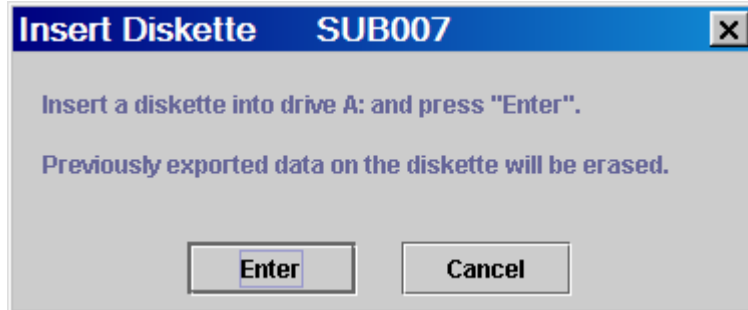 Insert Diskette SUB007
Insert a diskette into drive A: and press "Enter".
Previously exported data on the diskette will be erased.
Enter Cancel